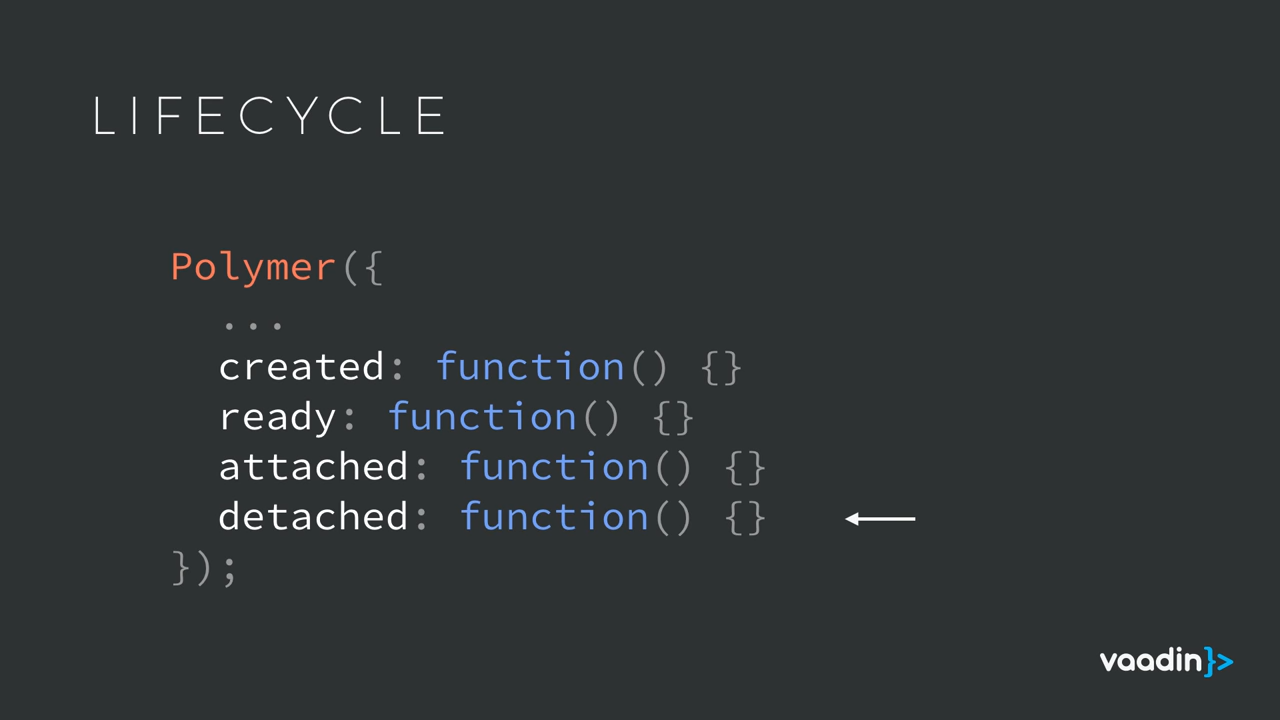 LIFECYCLE
Polymer({
...
created: function() {}
ready: function() {}
attached: function() {}
detached: function() {}
});
vaadin}>